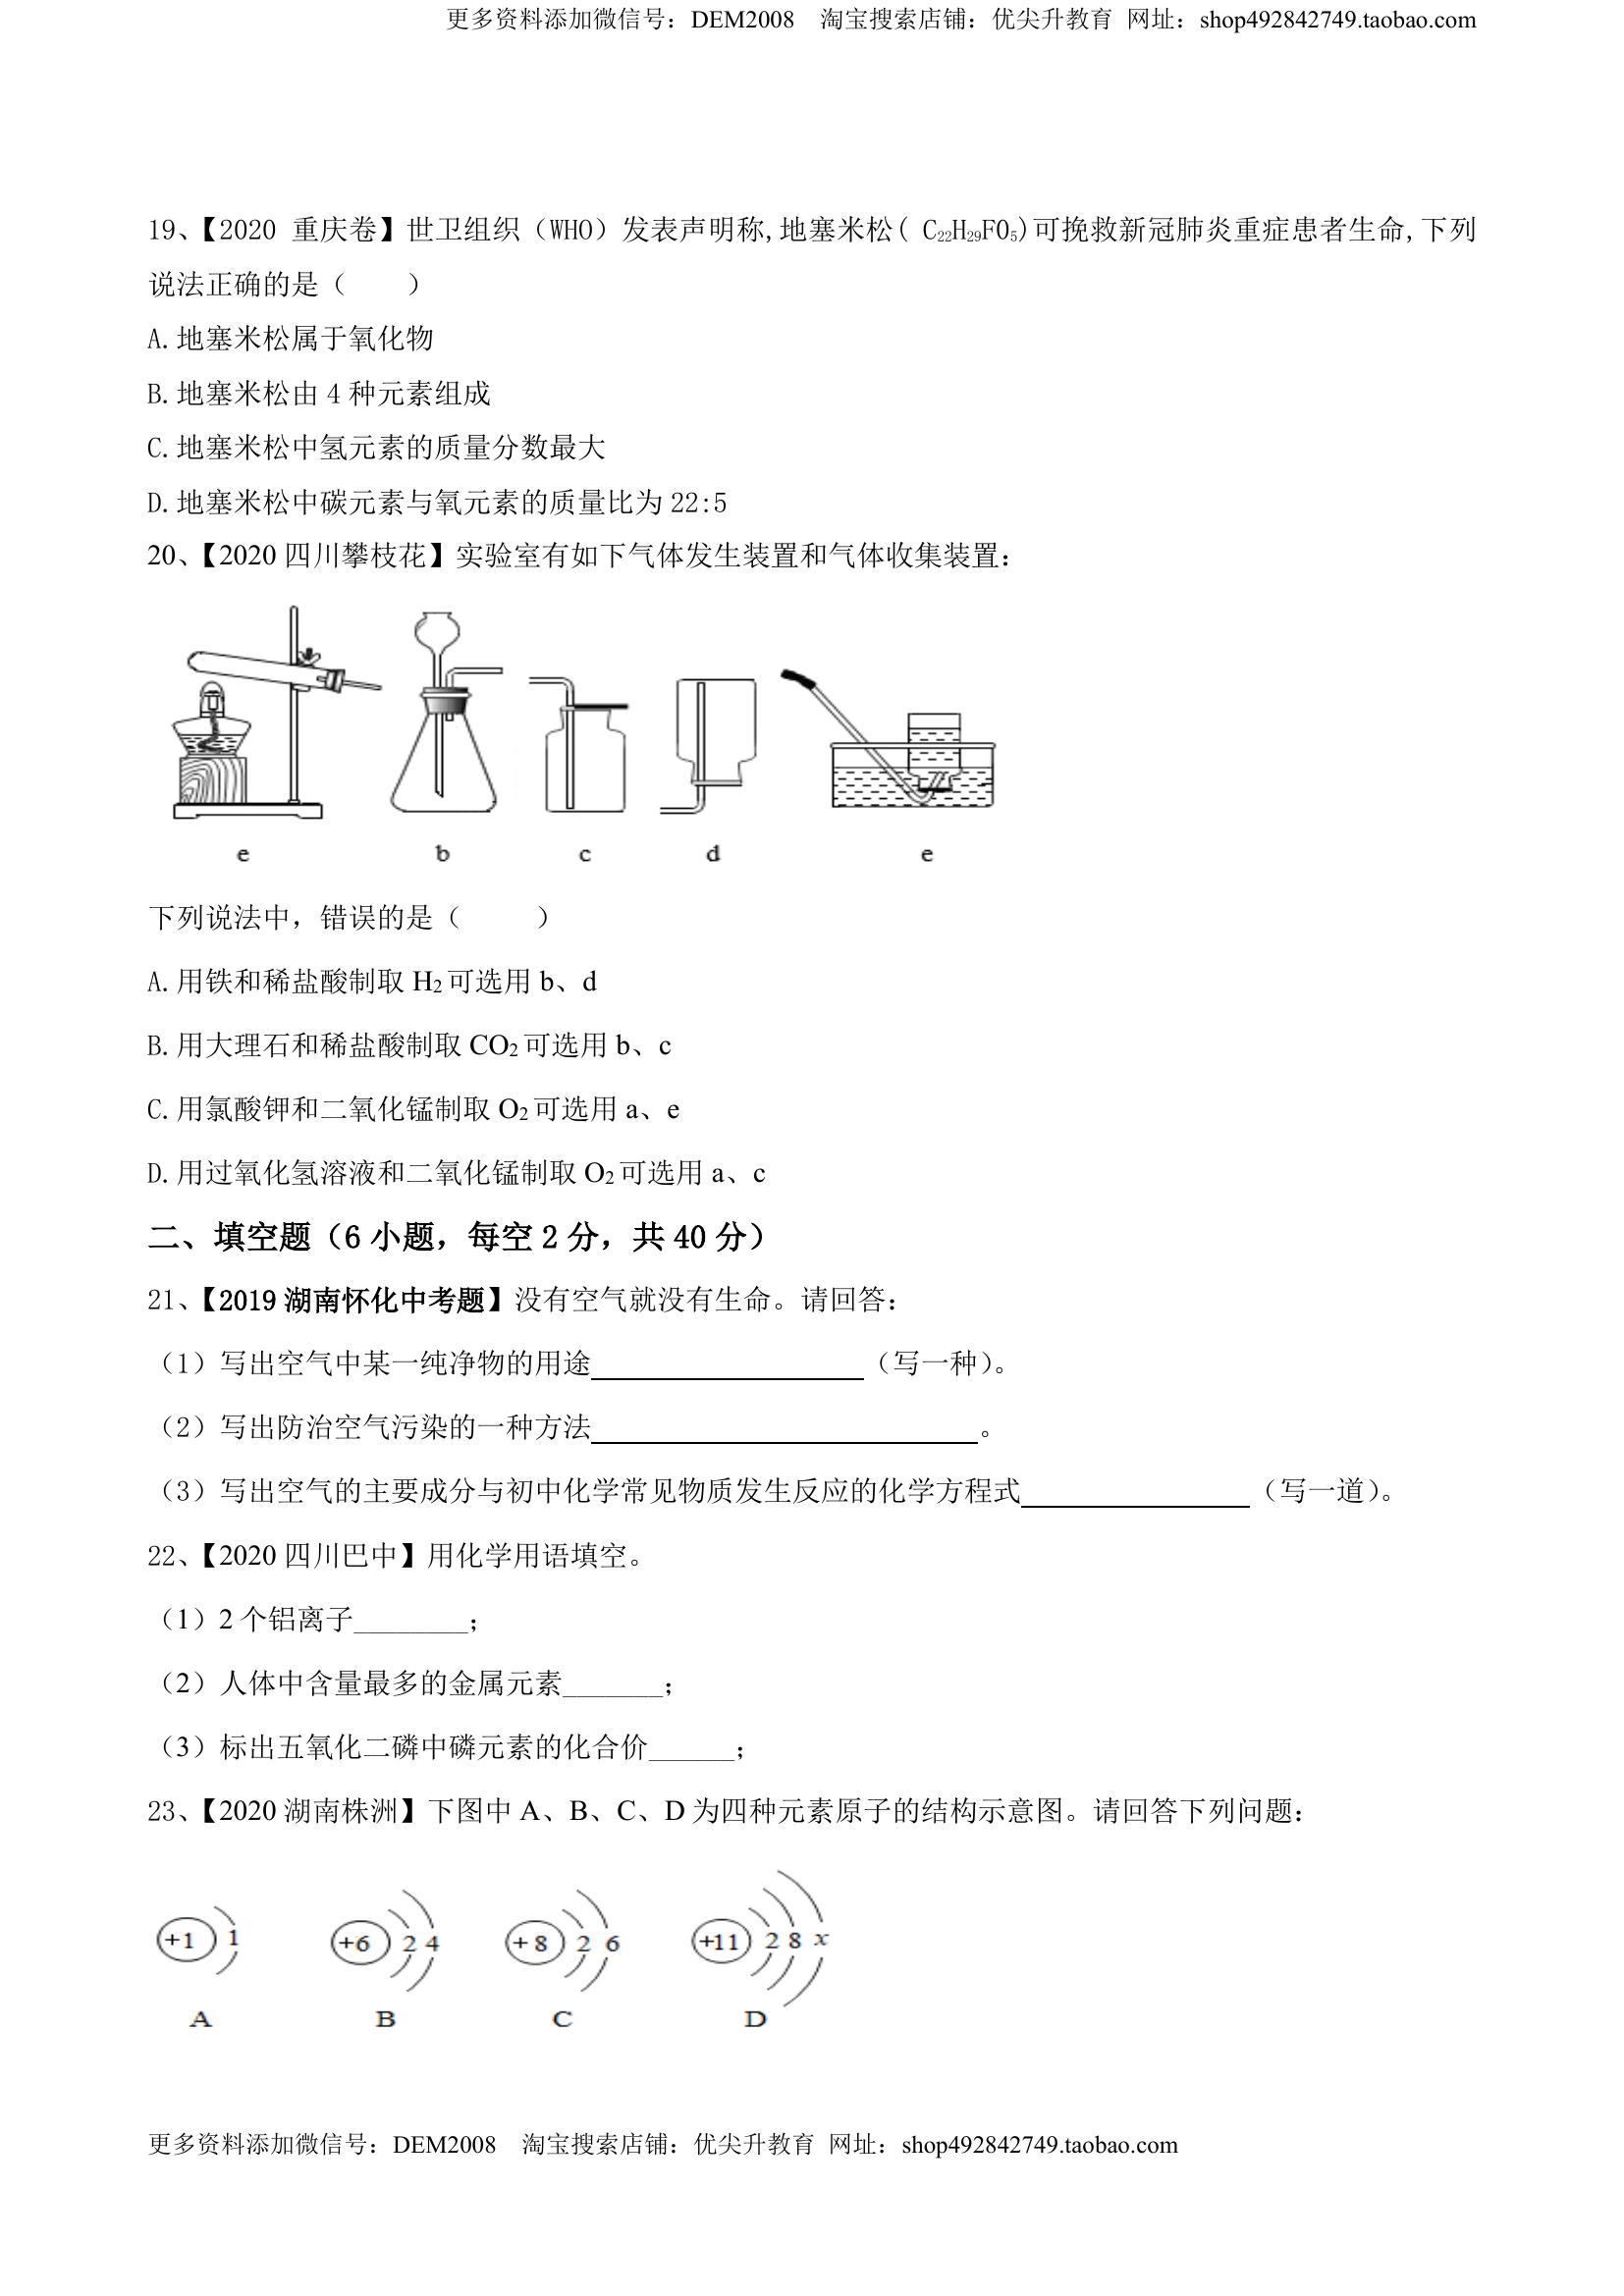 更多资料添加微信号：DEM2008 淘宝搜索店铺：优尖升教育 网址：shop492842749.taobao.com
19、【2020 重庆卷】世卫组织（WHO）发表声明称,地塞米松( C22H29FO5)可挽救新冠肺炎重症患者生命,下列
说法正确的是（ ）
A.地塞米松属于氧化物
B.地塞米松由 4 种元素组成
C.地塞米松中氢元素的质量分数最大
D.地塞米松中碳元素与氧元素的质量比为 22:5
20、【2020 四川攀枝花】实验室有如下气体发生装置和气体收集装置：
e b c d e
下列说法中，错误的是（ ）
A.用铁和稀盐酸制取 H2 可选用 b、d
B.用大理石和稀盐酸制取 CO2 可选用 b、c
C.用氯酸钾和二氧化锰制取 O2 可选用 a、e
D.用过氧化氢溶液和二氧化锰制取 O2 可选用 a、c
二、填空题（6 小题，每空 2 分，共 40 分）
21、【2019 湖南怀化中考题】没有空气就没有生命。请回答：
（1）写出空气中某一纯净物的用途____________（写一种）。
（2）写出防治空气污染的一种方法____________。
（3）写出空气的主要成分与初中化学常见物质发生反应的化学方程式____________（写一道）。
22、【2020 四川巴中】用化学用语填空。
（1）2 个铝离子________；
（2）人体中含量最多的金属元素_______；
（3）标出五氧化二磷中磷元素的化合价______；
23、【2020 湖南株洲】下图中 A、B、C、D 为四种元素原子的结构示意图。请回答下列问题：
+1 1 +6 2 4 +8 2 6 +11 2 8 x
A B C D
更多资料添加微信号：DEM2008 淘宝搜索店铺：优尖升教育 网址：shop492842749.taobao.com